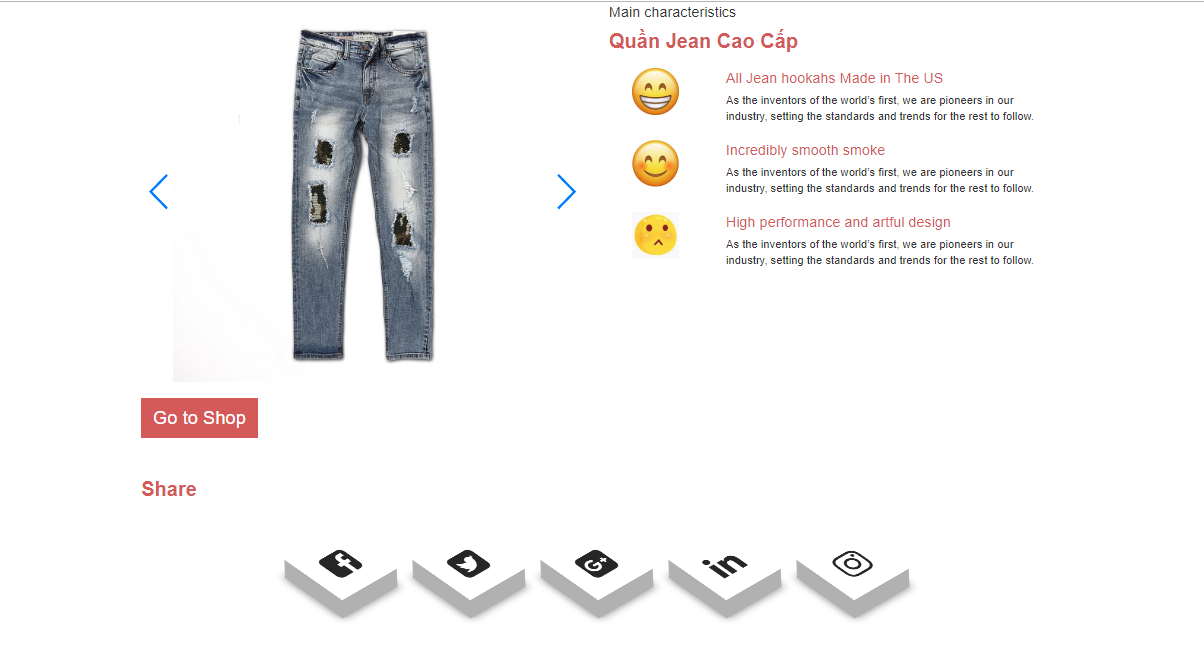 Main characteristics
Quần Jean Cao Cấp
All Jean hookahs Made in The US
As the inventors of the world's first, we are pioneers in our
industry, setting the standards and trends for the rest to follow.
Incredibly smooth smoke
As the inventors of the world's first, we are pioneers in our
industry, setting the standards and trends for the rest to follow.
High performance and artful design
As the inventors of the world's first, we are pioneers in our
industry, setting the standards and trends for the rest to follow.
Go to Shop
Share